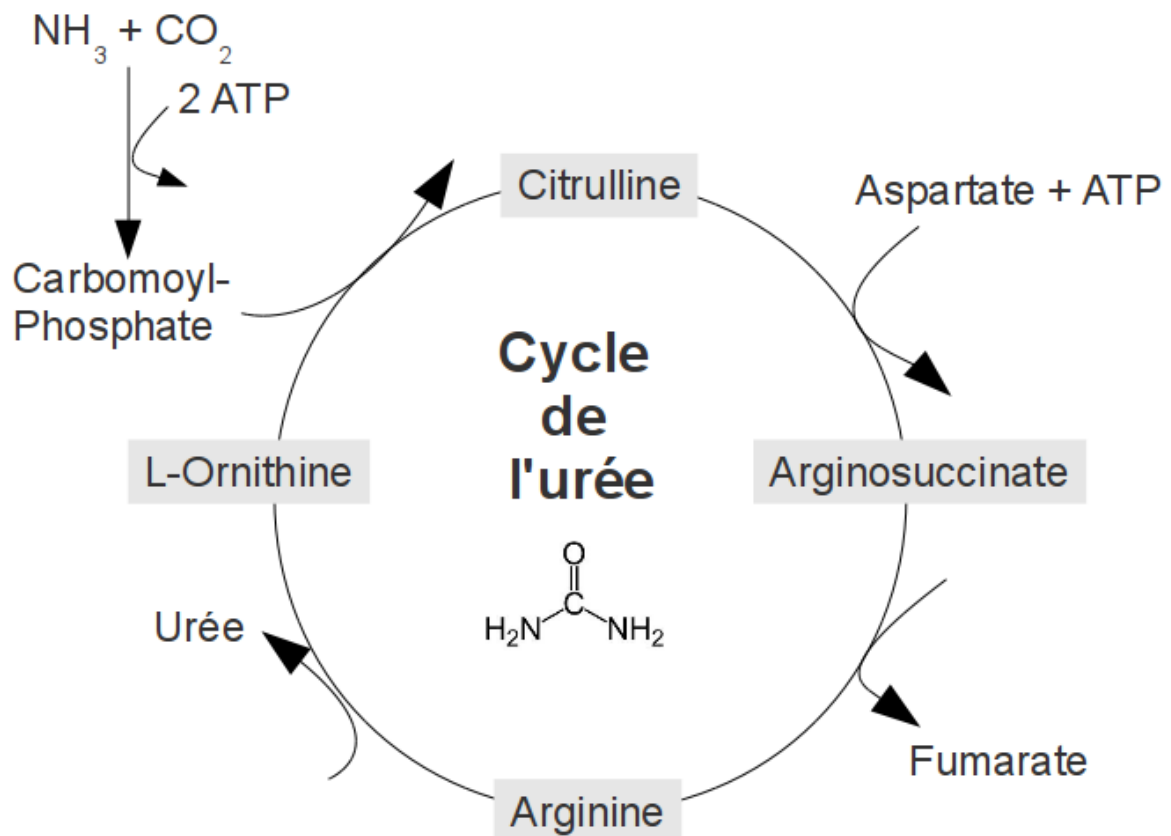 NH3 + CO2
2 ATP
Carbomoyl-
Phosphate
Citrulline
Aspartate + ATP
Cycle
de
l'urée
L-Ornithine
Arginosuccinate
O
C
H2N
NH2
Urée
Fumarate
Arginine